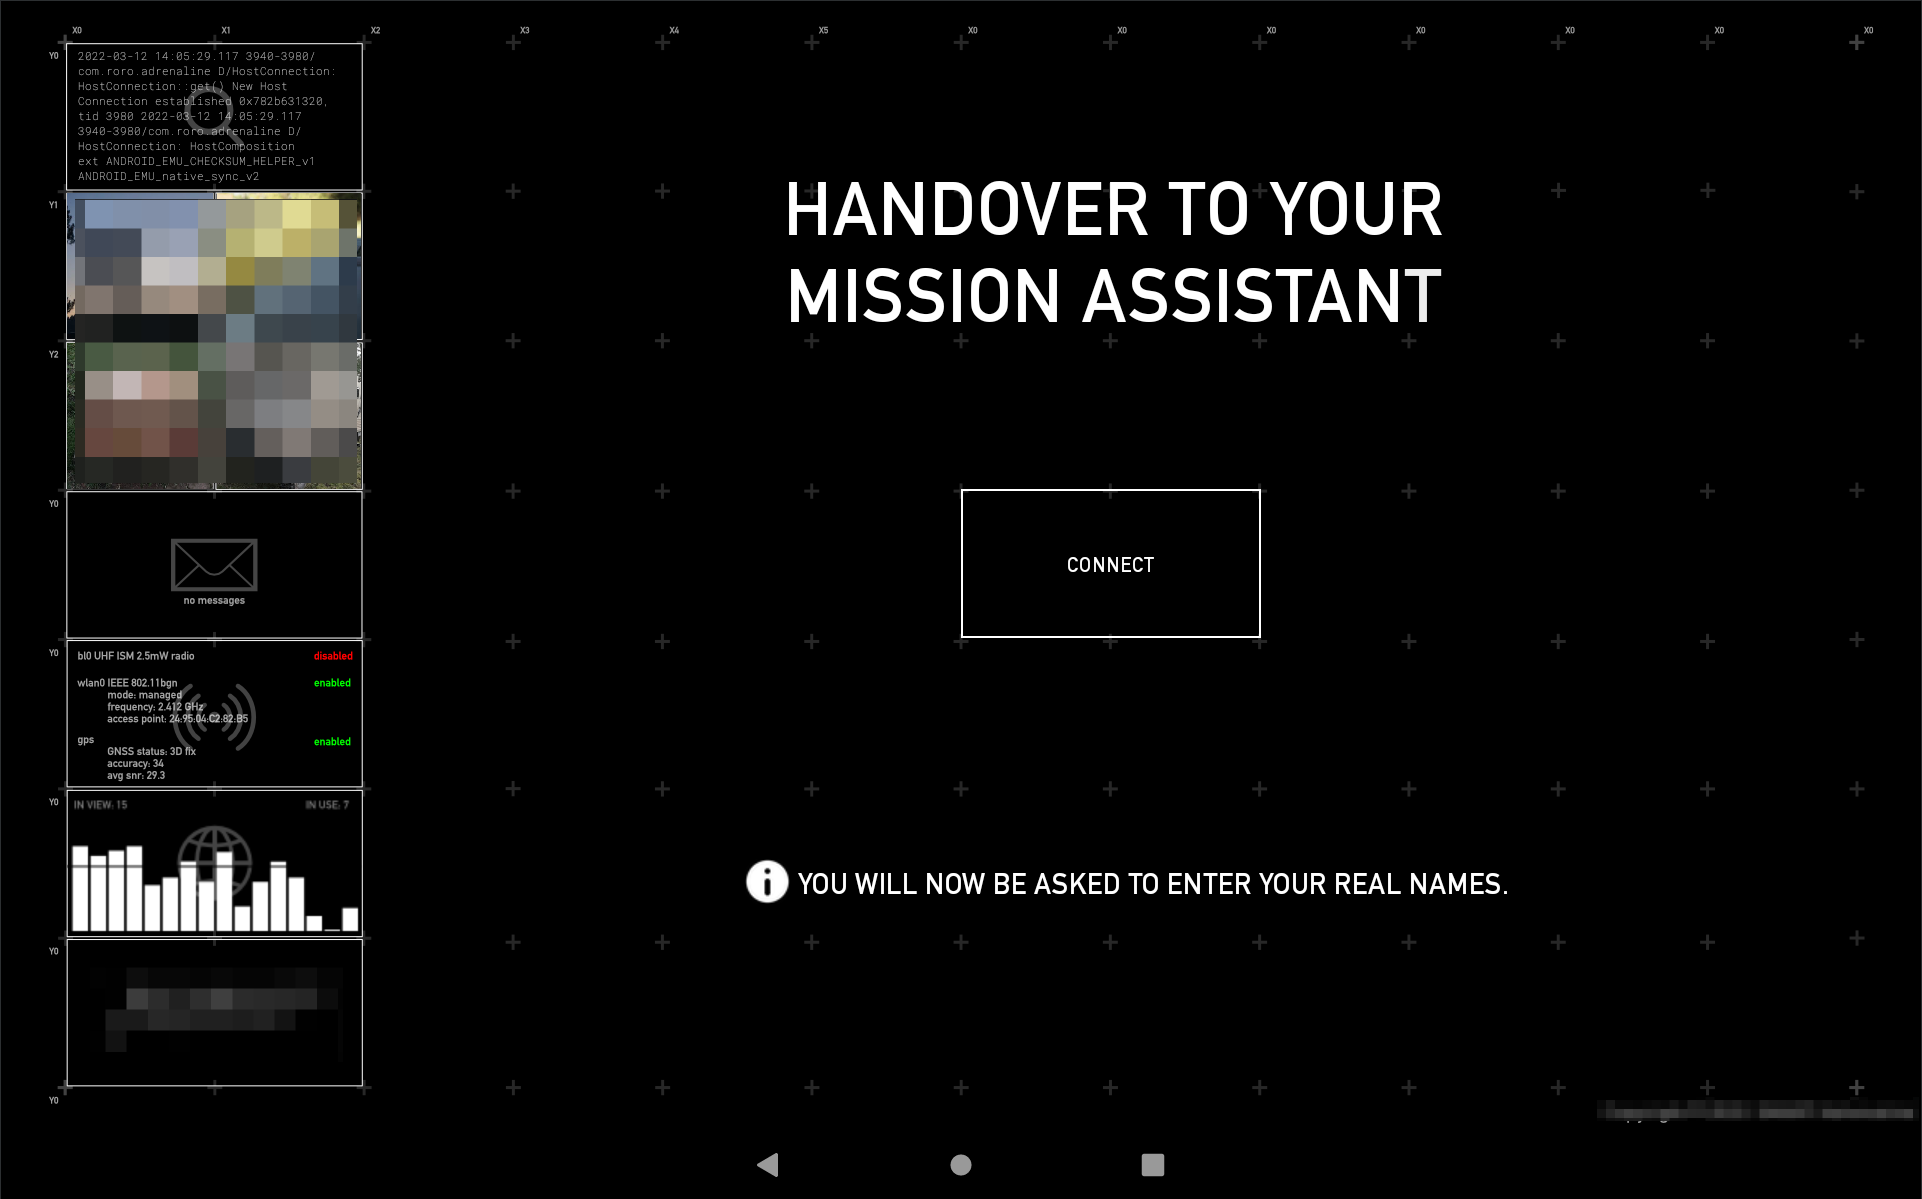 X0 X1 X2 X3 X4 X5 X0 X0 X0 X0 X0 X0 X0
Y0
2022-03-12 14:05:29.117 3940-3980/
com.roro.adrenaline D/HostConnection:
HostConnection::get() New Host
Connection established 0x782b631320,
tid 3980 2022-03-12 14:05:29.117
3940-3980/com.roro.adrenaline D/
HostConnection: HostComposition
ext ANDROID_EMU_CHECKSUM_HELPER_v1
ANDROID_EMU_native_sync_v2
Y1
Y2
Y0
no messages
Y0
bl0 UHF ISM 2.5mW radio disabled
wlan0 IEEE 802.11bgn enabled
mode: managed
frequency: 2.412 GHz
access point: 24:95:04:C2:82:B5
gps enabled
GNSS status: 3D fix
accuracy: 34
avg snr: 29.3
Y0
IN VIEW: 15 IN USE: 7
Y0
Y0
HANDOVER TO YOUR
MISSION ASSISTANT
CONNECT
YOU WILL NOW BE ASKED TO ENTER YOUR REAL NAMES.